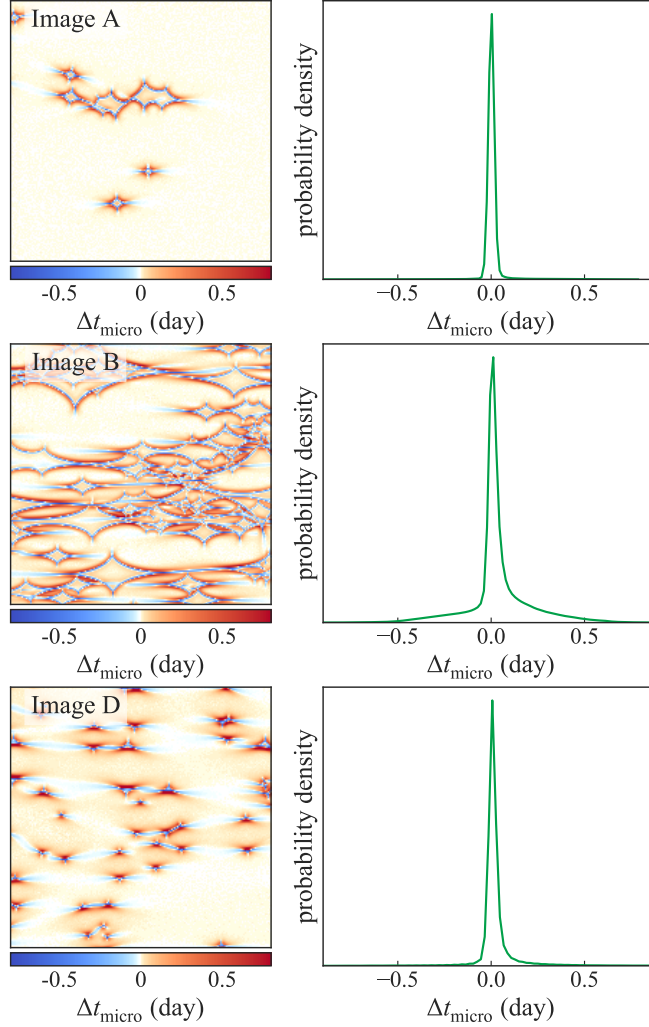 Image A
probability density
-0.5 0 0.5
Δt_micro (day)
−0.5 0.0 0.5
Δt_micro (day)
Image B
probability density
-0.5 0 0.5
Δt_micro (day)
−0.5 0.0 0.5
Δt_micro (day)
Image D
probability density
-0.5 0 0.5
Δt_micro (day)
−0.5 0.0 0.5
Δt_micro (day)